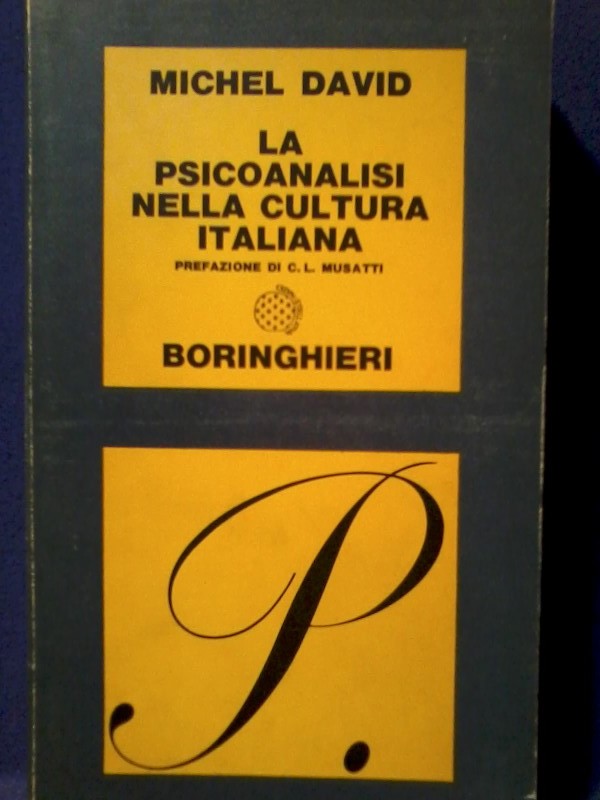 MICHEL DAVID
LA
PSICOANALISI
NELLA CULTURA
ITALIANA
PREFAZIONE DI C. L. MUSATTI
BORINGHIERI
P.